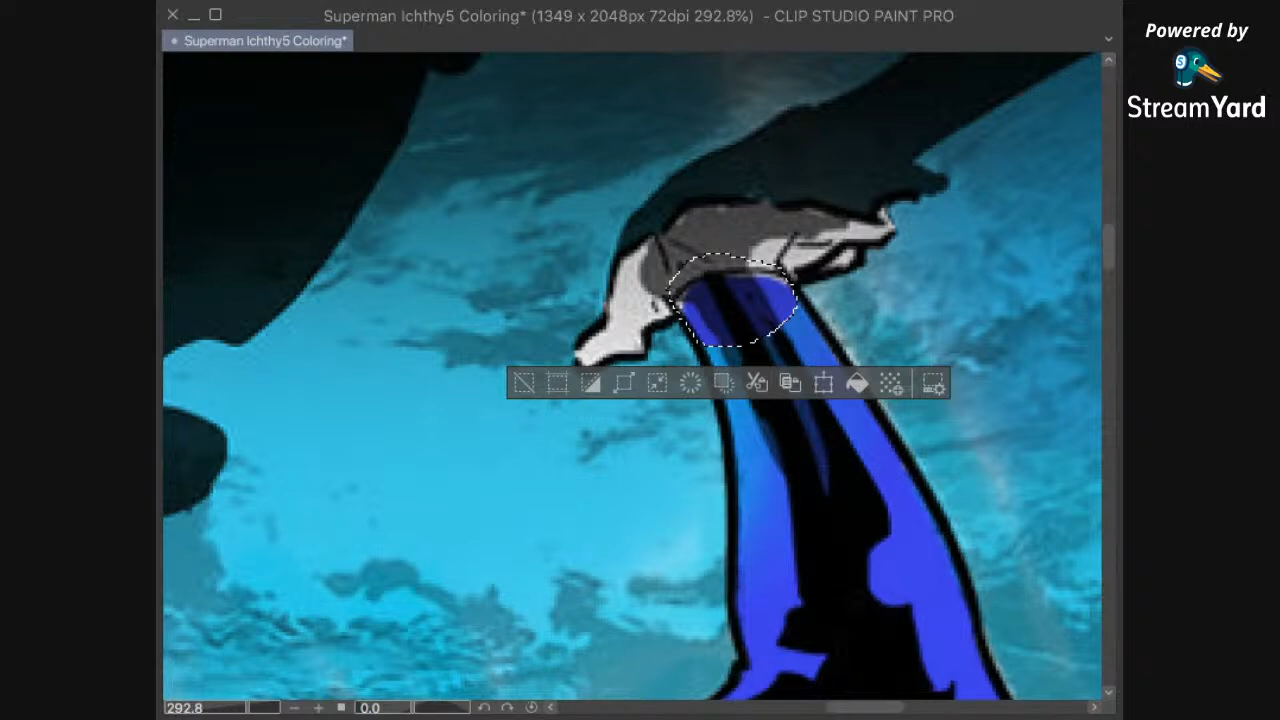 Superman Ichthy5 Coloring* (1349 x 2048px 72dpi 292.8%) - CLIP STUDIO PAINT PRO
Superman Ichthy5 Coloring*
Powered by
StreamYard
292.8
0.0